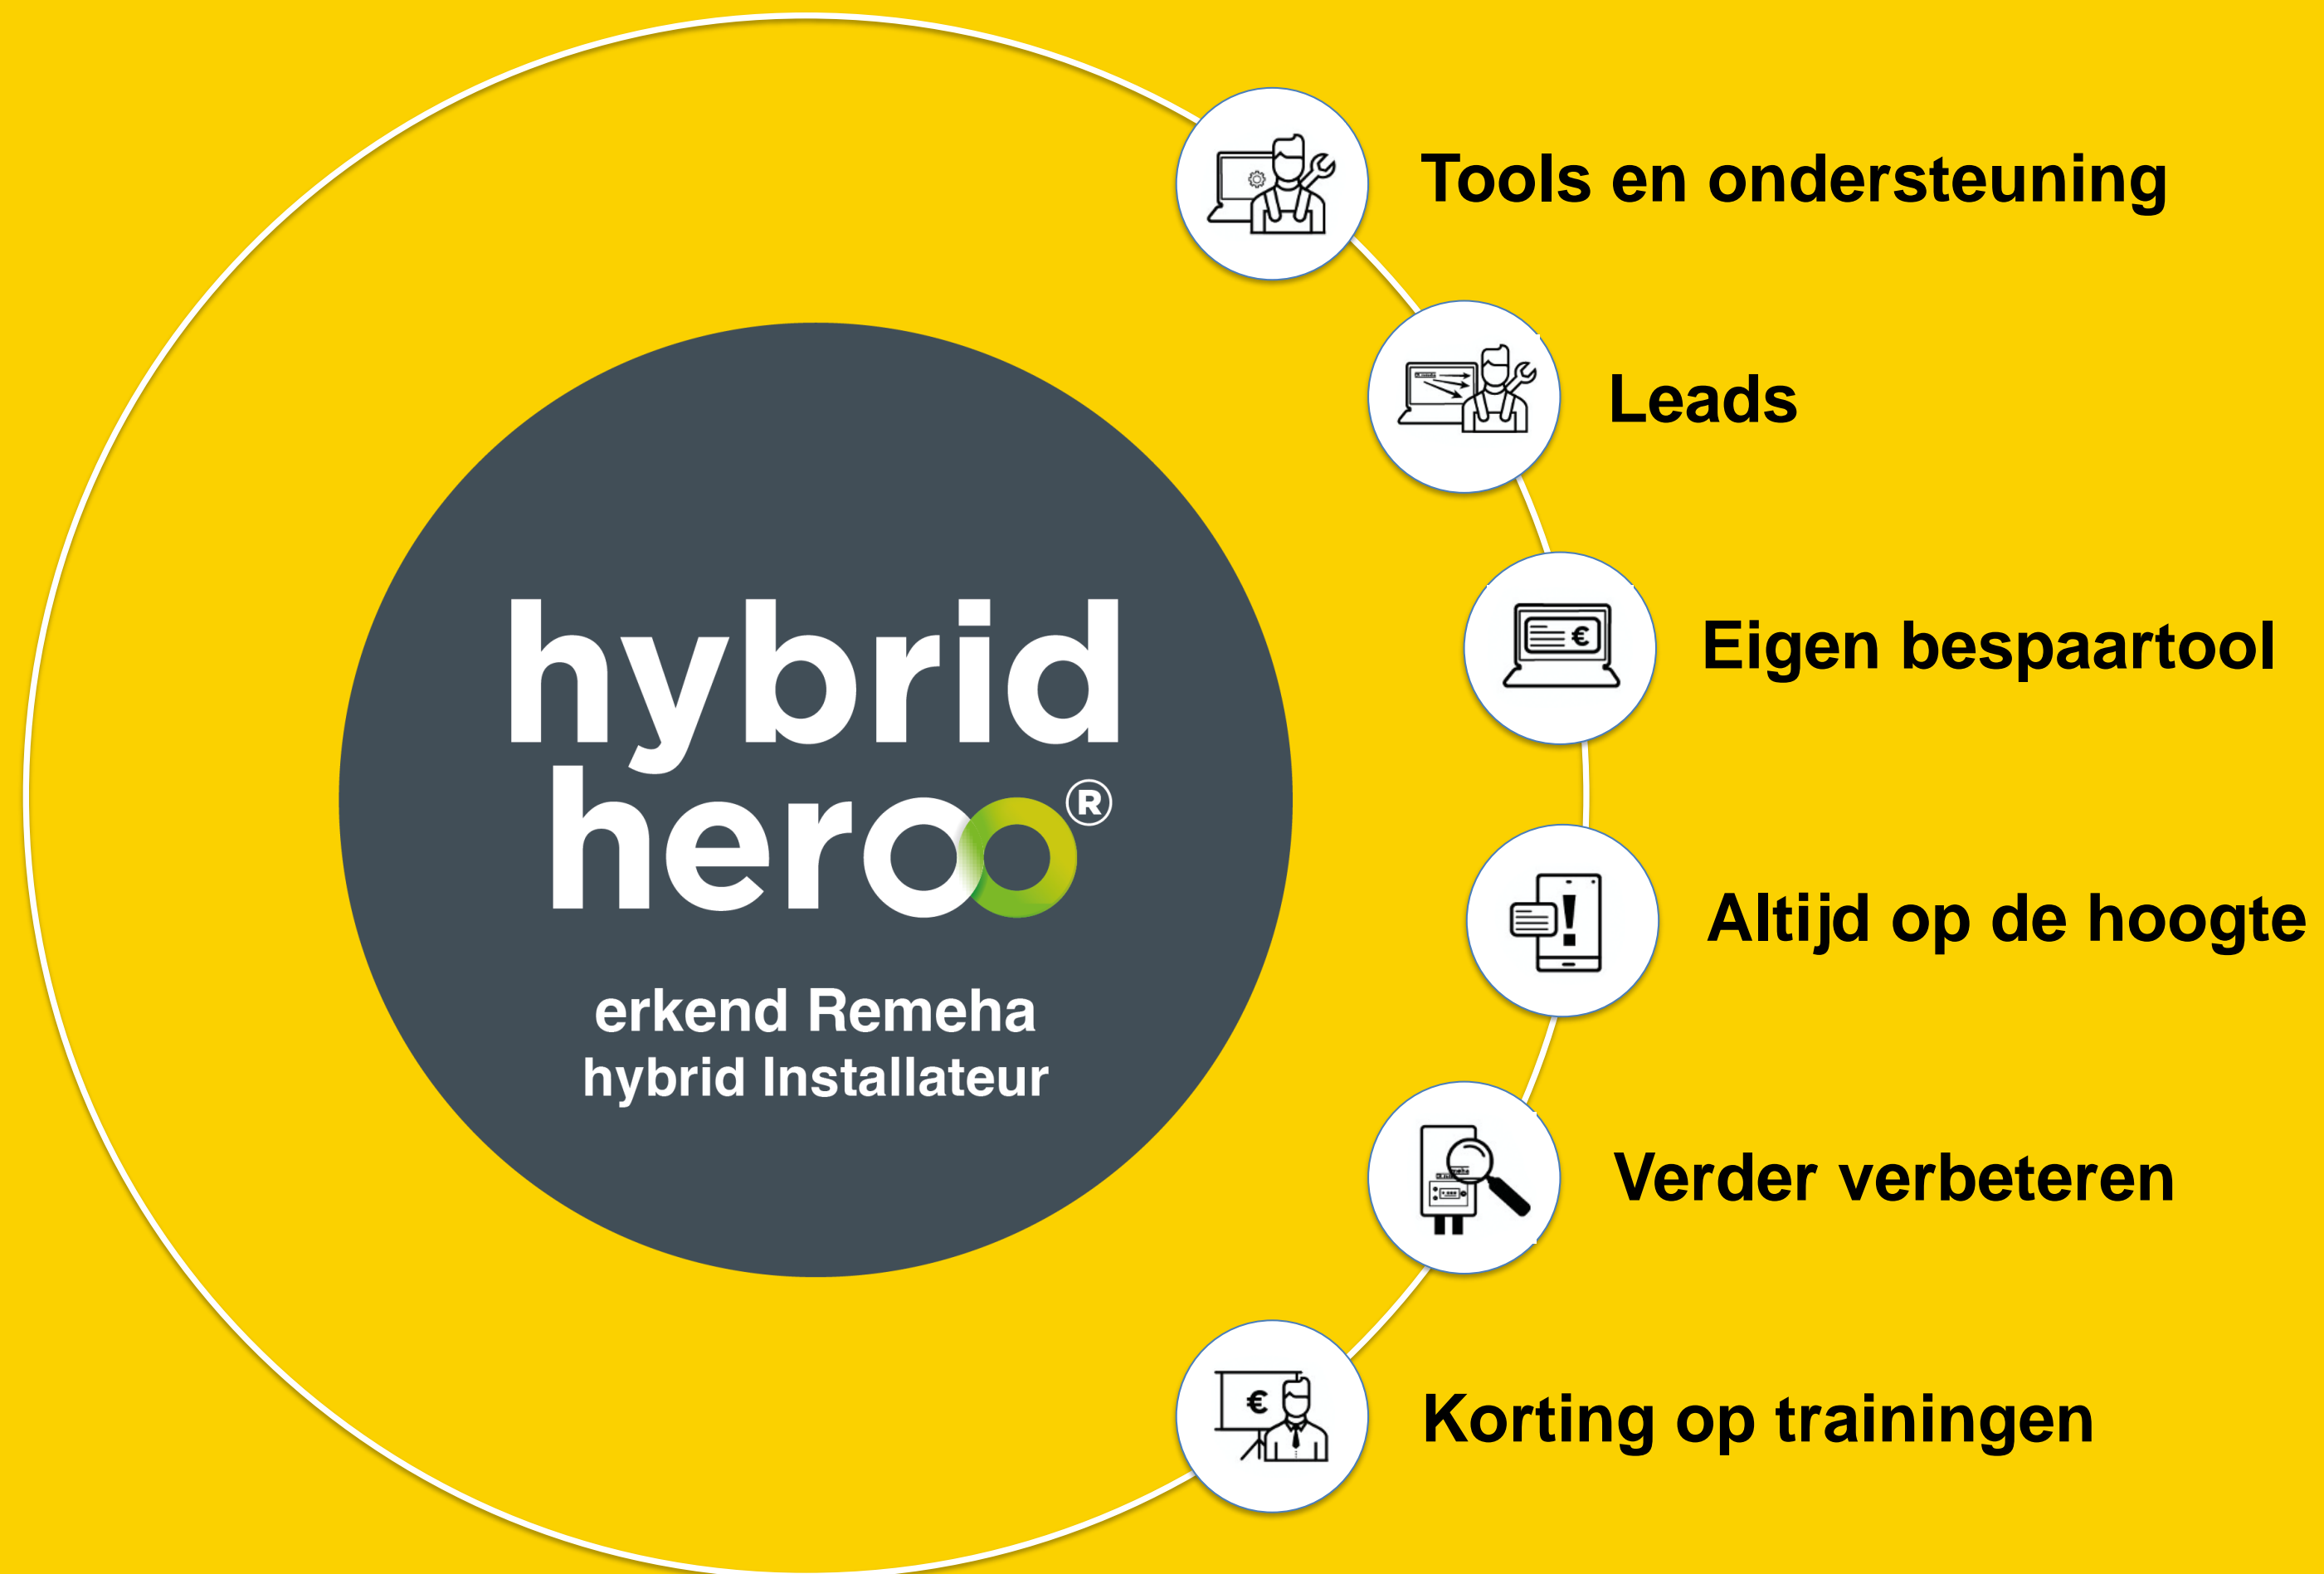 hybrid
heroo®
erkend Remeha
hybrid Installateur
Tools en ondersteuning
Leads
Eigen bespaartool
Altijd op de hoogte
Verder verbeteren
Korting op trainingen